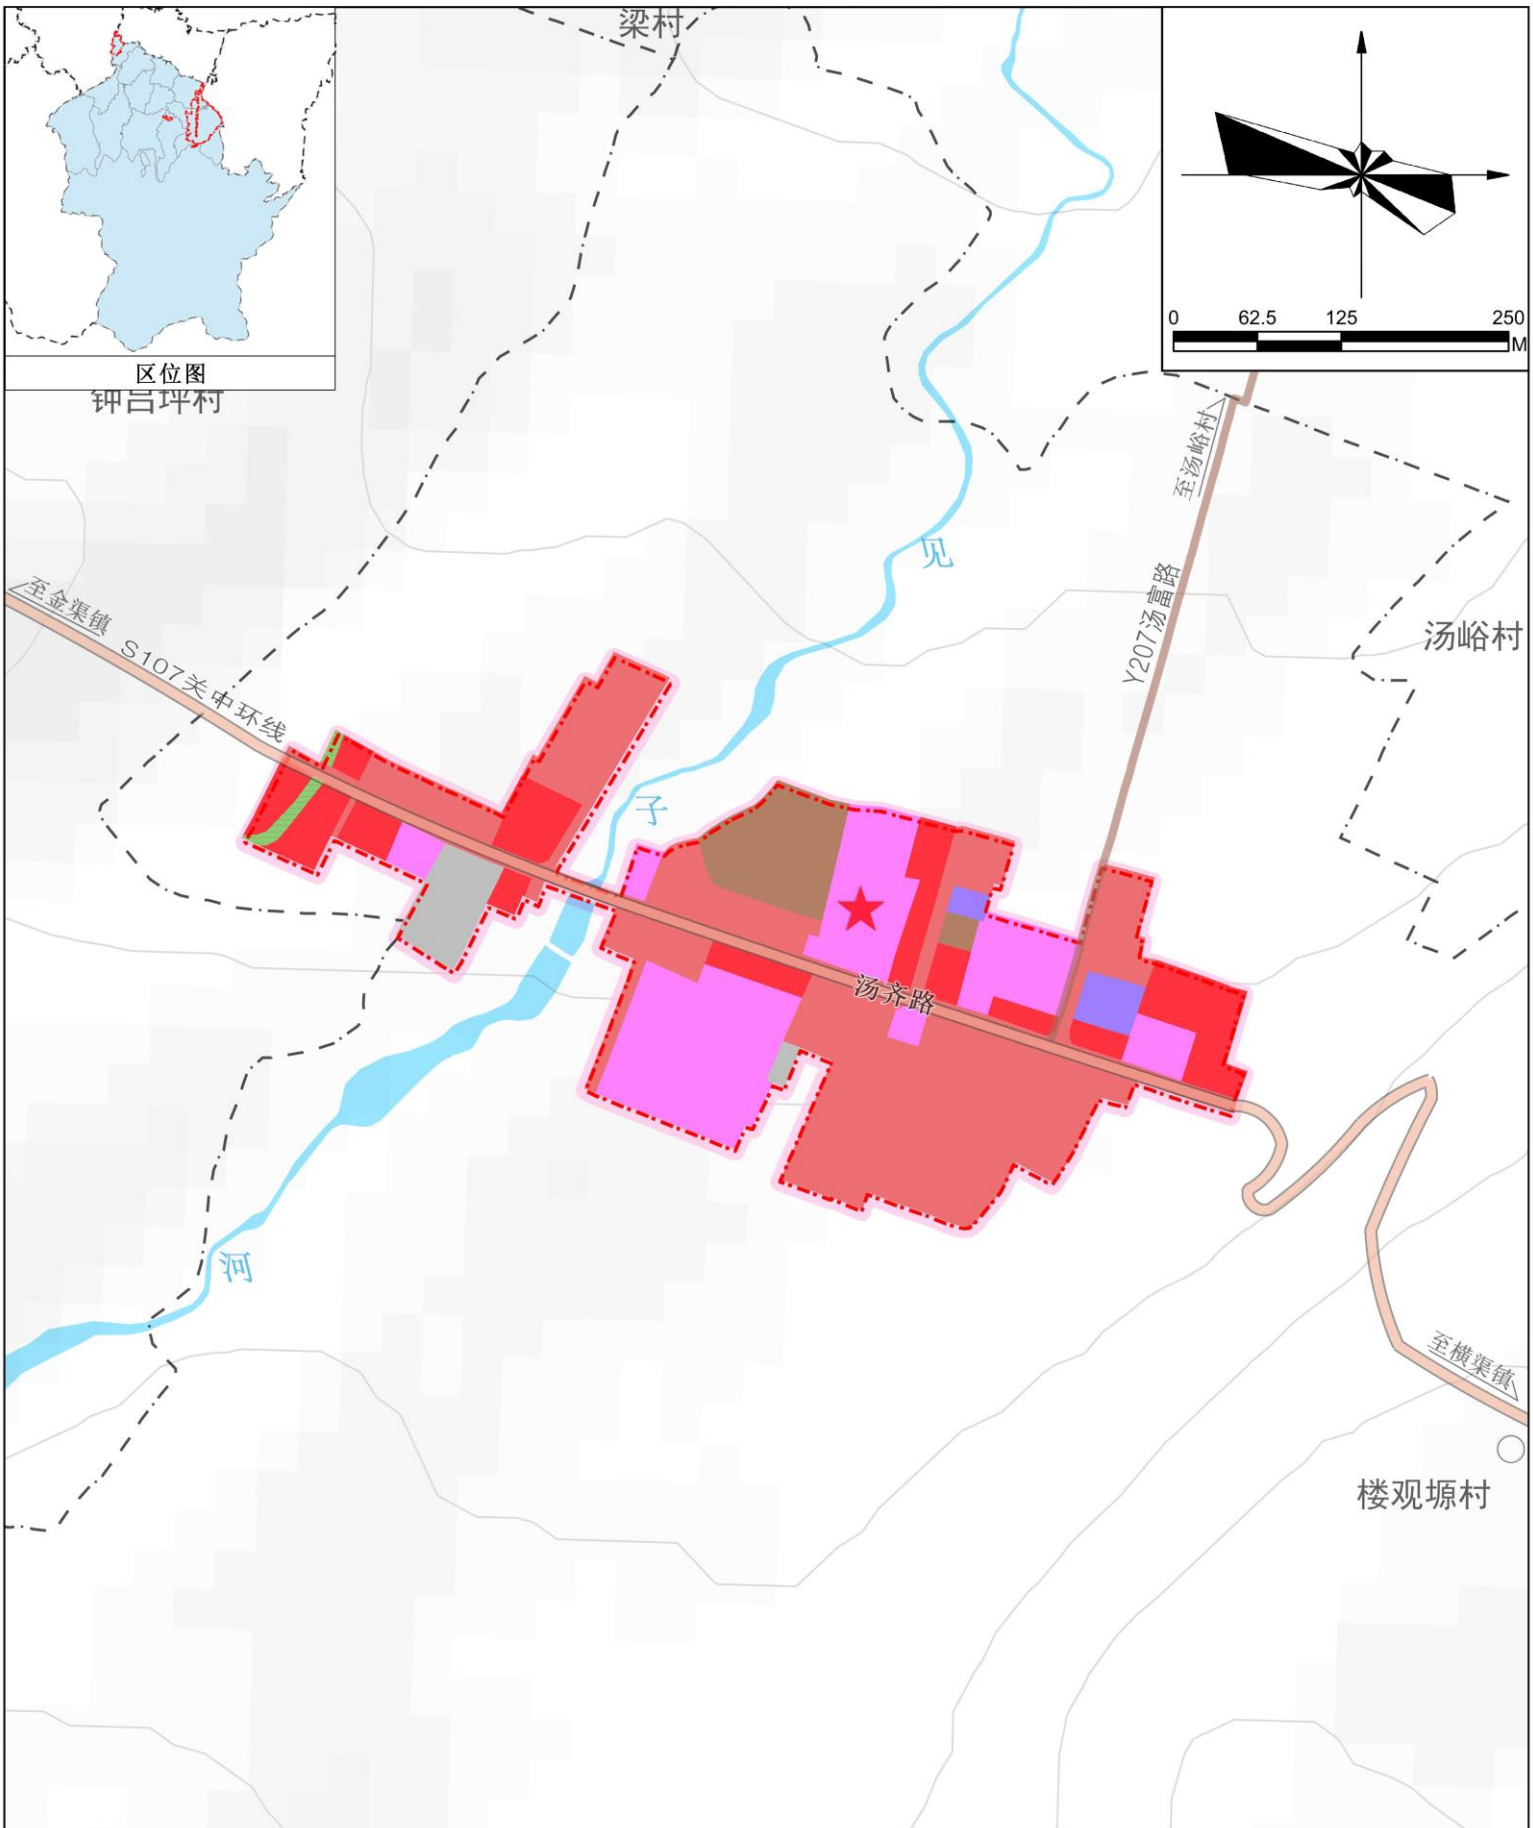 梁村
区位图
0 62.5 125 250
M
钟吕坪村
至汤峪村
见
Y207汤富路
汤峪村
至金渠镇
S107关中环线
子
汤齐路
河
至横渠镇
楼观塬村